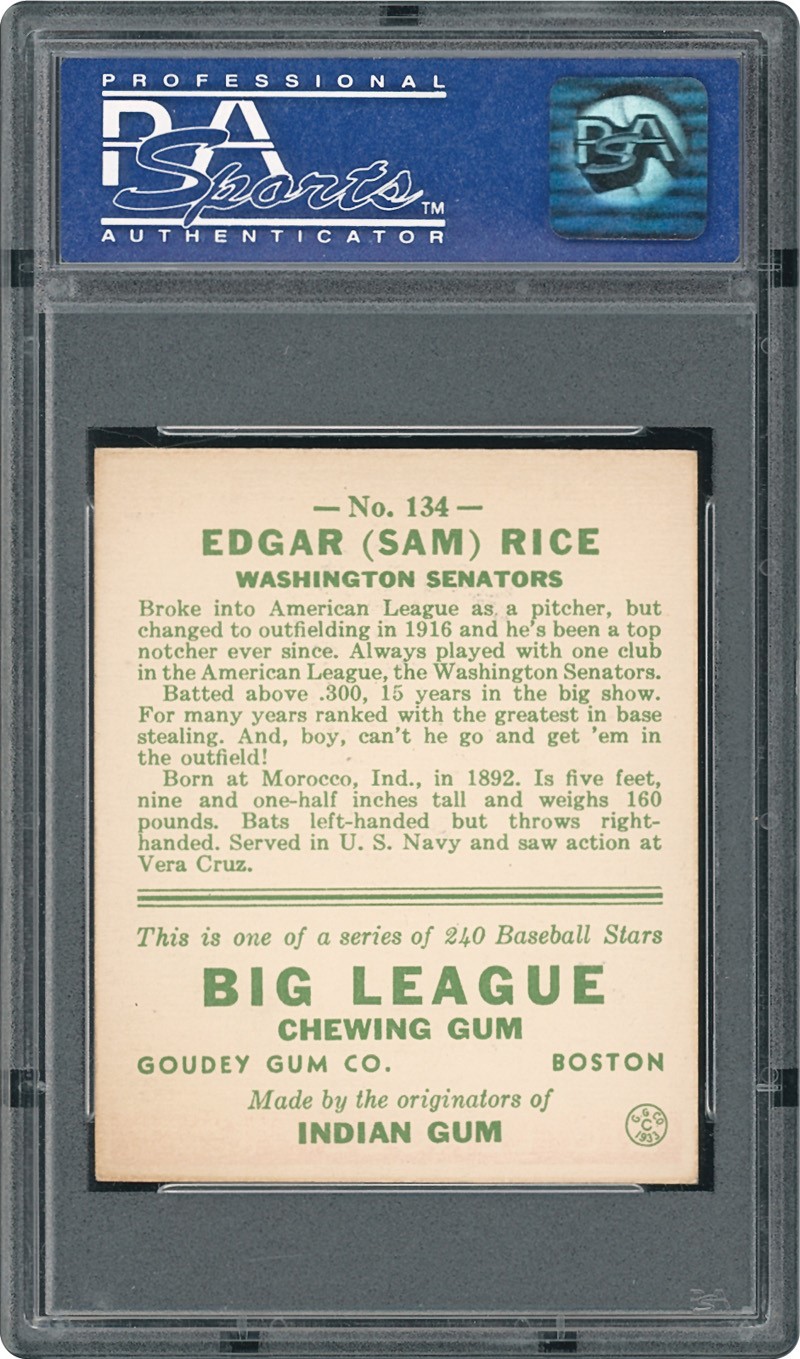 PROFESSIONAL
PSA
Sports™
AUTHENTICATOR
PSA
— No. 134 —
EDGAR (SAM) RICE
WASHINGTON SENATORS
Broke into American League as a pitcher, but
changed to outfielding in 1916 and he's been a top
notcher ever since. Always played with one club
in the American League, the Washington Senators.
Batted above .300, 15 years in the big show.
For many years ranked with the greatest in base
stealing. And, boy, can't he go and get 'em in
the outfield!
Born at Morocco, Ind., in 1892. Is five feet,
nine and one-half inches tall and weighs 160
pounds. Bats left-handed but throws right-
handed. Served in U. S. Navy and saw action at
Vera Cruz.
This is one of a series of 240 Baseball Stars
BIG LEAGUE
CHEWING GUM
GOUDEY GUM CO. BOSTON
Made by the originators of
INDIAN GUM
G. G. CO
C
1933
PSA